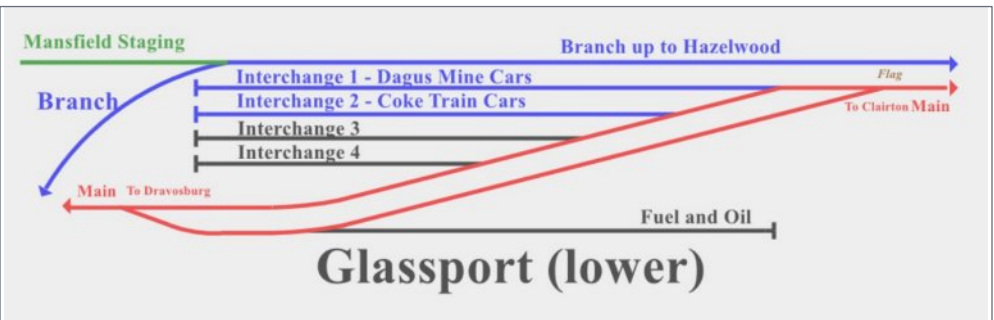 Mansfield Staging
Branch up to Hazelwood
Interchange 1 - Dagus Mine Cars
Flag
Branch
Interchange 2 - Coke Train Cars
To Clairton Main
Interchange 3
Interchange 4
Main To Dravosburg
Fuel and Oil
Glassport (lower)